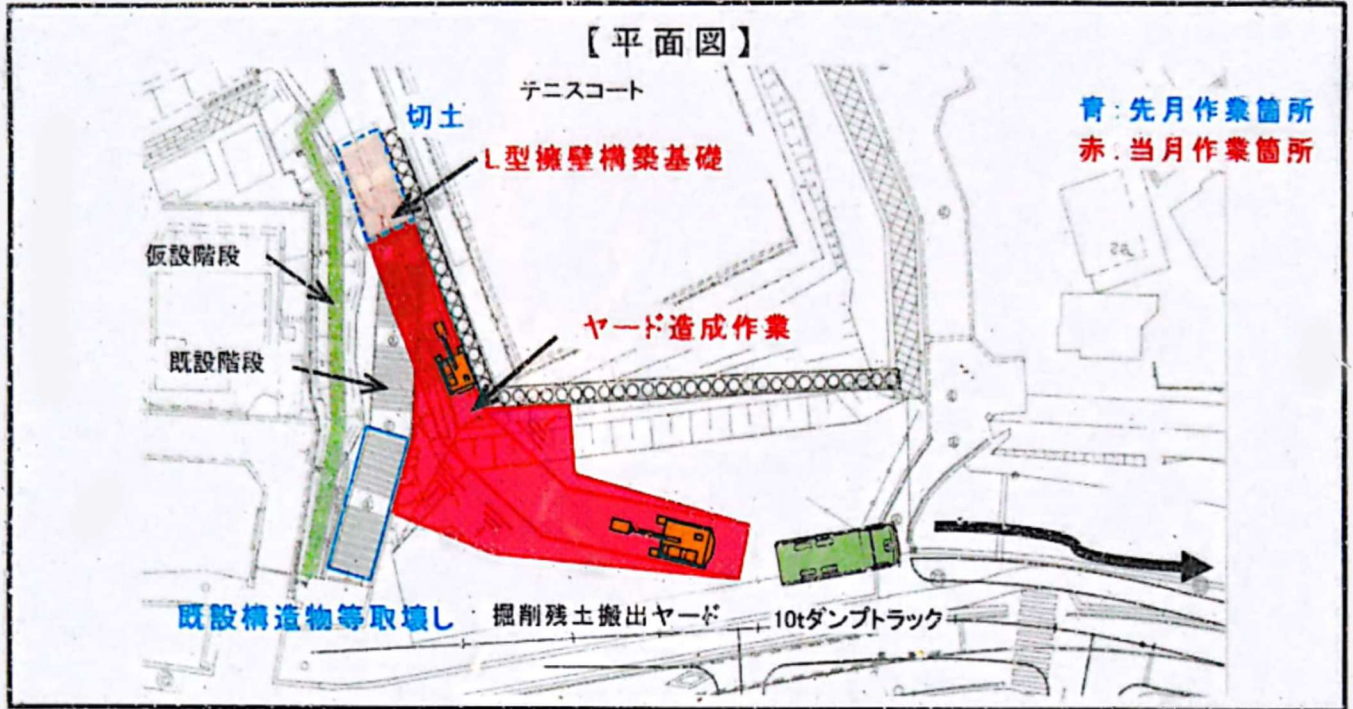 【平面図】
テニスコート
切土
青:先月作業箇所
L型擁壁構築基礎
赤:当月作業箇所
仮設階段
ヤード造成作業
既設階段
既設構造物等取壊し
掘削残土搬出ヤード
10tダンプトラック